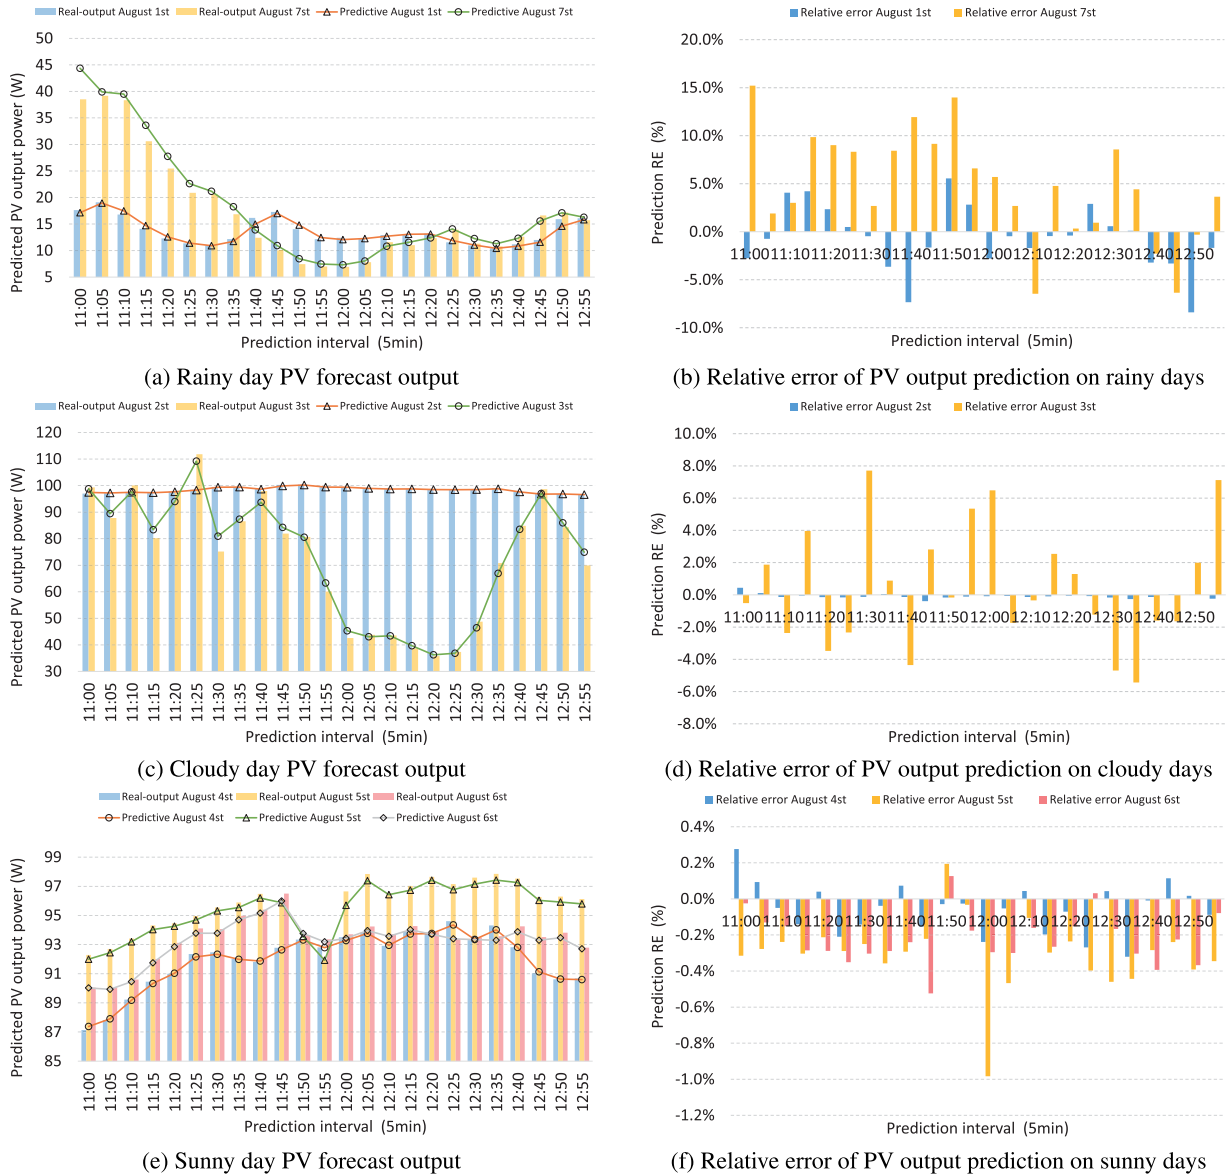 Real-output August 1st Real-output August 7st Predictive August 1st Predictive August 7st
Predicted PV output power (W)
50
45
40
35
30
25
20
15
10
5
11:00 11:05 11:10 11:15 11:20 11:25 11:30 11:35 11:40 11:45 11:50 11:55 12:00 12:05 12:10 12:15 12:20 12:25 12:30 12:35 12:40 12:45 12:50 12:55
Prediction interval (5min)
(a) Rainy day PV forecast output
Relative error August 1st Relative error August 7st
Prediction RE (%)
20.0%
15.0%
10.0%
5.0%
0.0%
-5.0%
-10.0%
11:00 11:10 11:20 11:30 11:40 11:50 12:00 12:10 12:20 12:30 12:40 12:50
Prediction interval (5min)
(b) Relative error of PV output prediction on rainy days
Real-output August 2st Real-output August 3st Predictive August 2st Predictive August 3st
Predicted PV output power (W)
120
110
100
90
80
70
60
50
40
30
11:00 11:05 11:10 11:15 11:20 11:25 11:30 11:35 11:40 11:45 11:50 11:55 12:00 12:05 12:10 12:15 12:20 12:25 12:30 12:35 12:40 12:45 12:50 12:55
Prediction interval (5min)
(c) Cloudy day PV forecast output
Relative error August 2st Relative error August 3st
Prediction RE (%)
10.0%
8.0%
6.0%
4.0%
2.0%
0.0%
-2.0%
-4.0%
-6.0%
-8.0%
11:00 11:10 11:20 11:30 11:40 11:50 12:00 12:10 12:20 12:30 12:40 12:50
Prediction interval (5min)
(d) Relative error of PV output prediction on cloudy days
Real-output August 4st Real-output August 5st Real-output August 6st
Predictive August 4st Predictive August 5st Predictive August 6st
Predicted PV output power (W)
99
97
95
93
91
89
87
85
11:00 11:05 11:10 11:15 11:20 11:25 11:30 11:35 11:40 11:45 11:50 11:55 12:00 12:05 12:10 12:15 12:20 12:25 12:30 12:35 12:40 12:45 12:50 12:55
Prediction interval (5min)
(e) Sunny day PV forecast output
Relative error August 4st Relative error August 5st Relative error August 6st
Prediction RE (%)
0.4%
0.2%
0.0%
-0.2%
-0.4%
-0.6%
-0.8%
-1.0%
-1.2%
11:00 11:10 11:20 11:30 11:40 11:50 12:00 12:10 12:20 12:30 12:40 12:50
Prediction interval (5min)
(f) Relative error of PV output prediction on sunny days